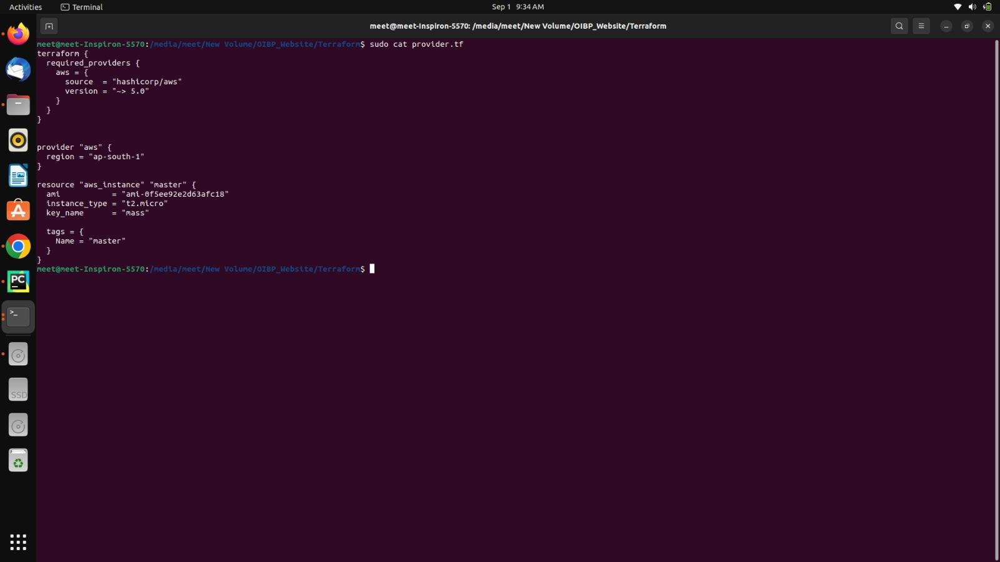 Activities
Terminal
Sep 1 9:34 AM
meet@meet-Inspiron-5570: /media/meet/New Volume/OIBP_Website/Terraform
meet@meet-Inspiron-5570:/media/meet/New Volume/OIBP_Website/Terraform$ sudo cat provider.tf
terraform {
  required_providers {
    aws = {
      source  = "hashicorp/aws"
      version = "~> 5.0"
    }
  }
}
provider "aws" {
  region = "ap-south-1"
}
resource "aws_instance" "master" {
  ami           = "ami-0f5ee92e2d63afc18"
  instance_type = "t2.micro"
  key_name      = "mass"
  tags = {
    Name = "master"
  }
}
meet@meet-Inspiron-5570:/media/meet/New Volume/OIBP_Website/Terraform$
PC
>_
SSD